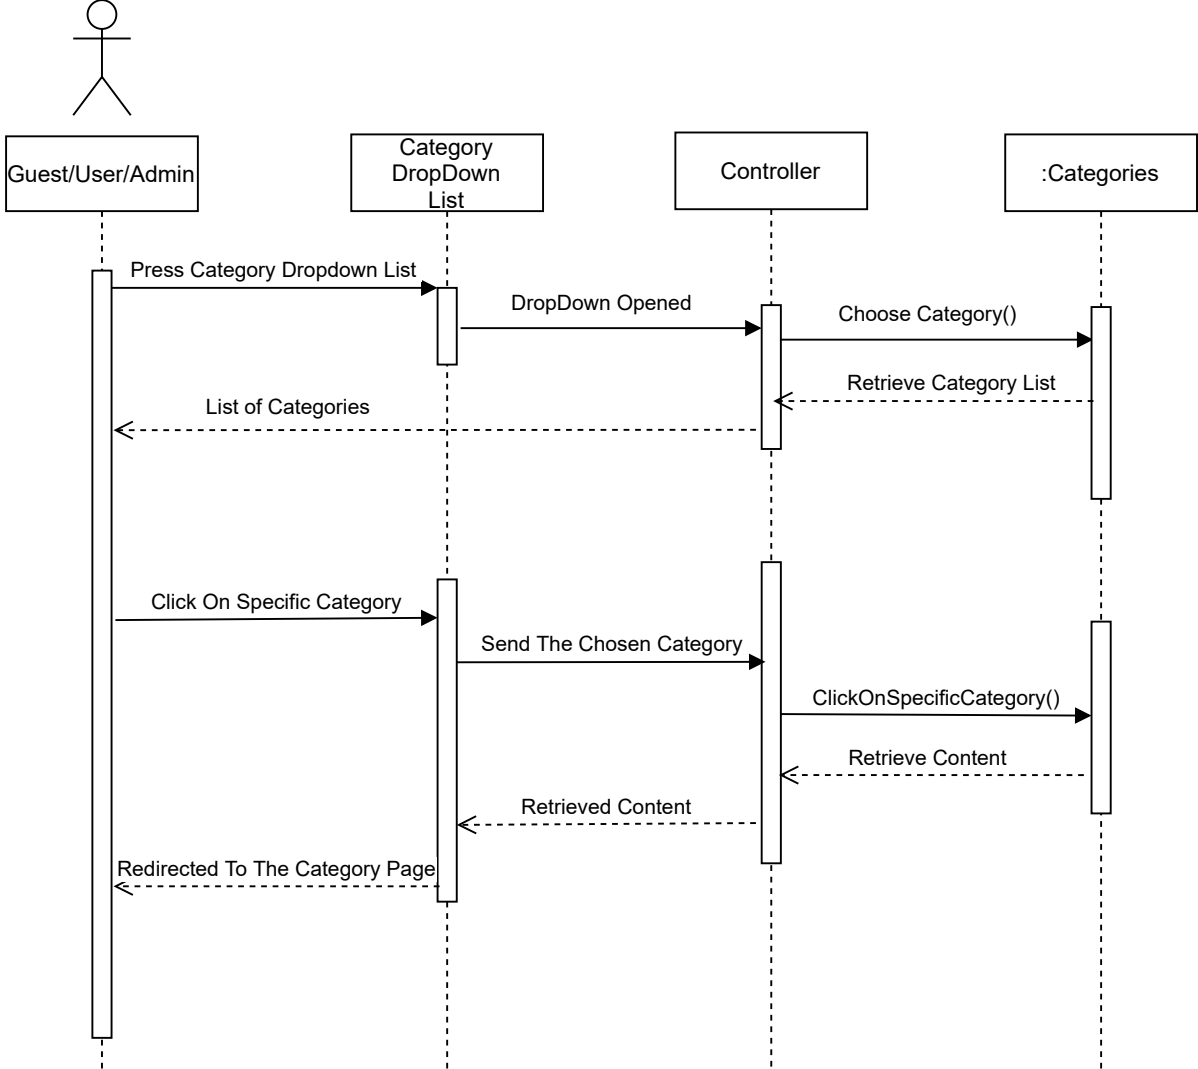 Guest/User/Admin
Category
DropDown
List
Controller
:Categories
Press Category Dropdown List
DropDown Opened
Choose Category()
Retrieve Category List
List of Categories
Click On Specific Category
Send The Chosen Category
ClickOnSpecificCategory()
Retrieve Content
Retrieved Content
Redirected To The Category Page